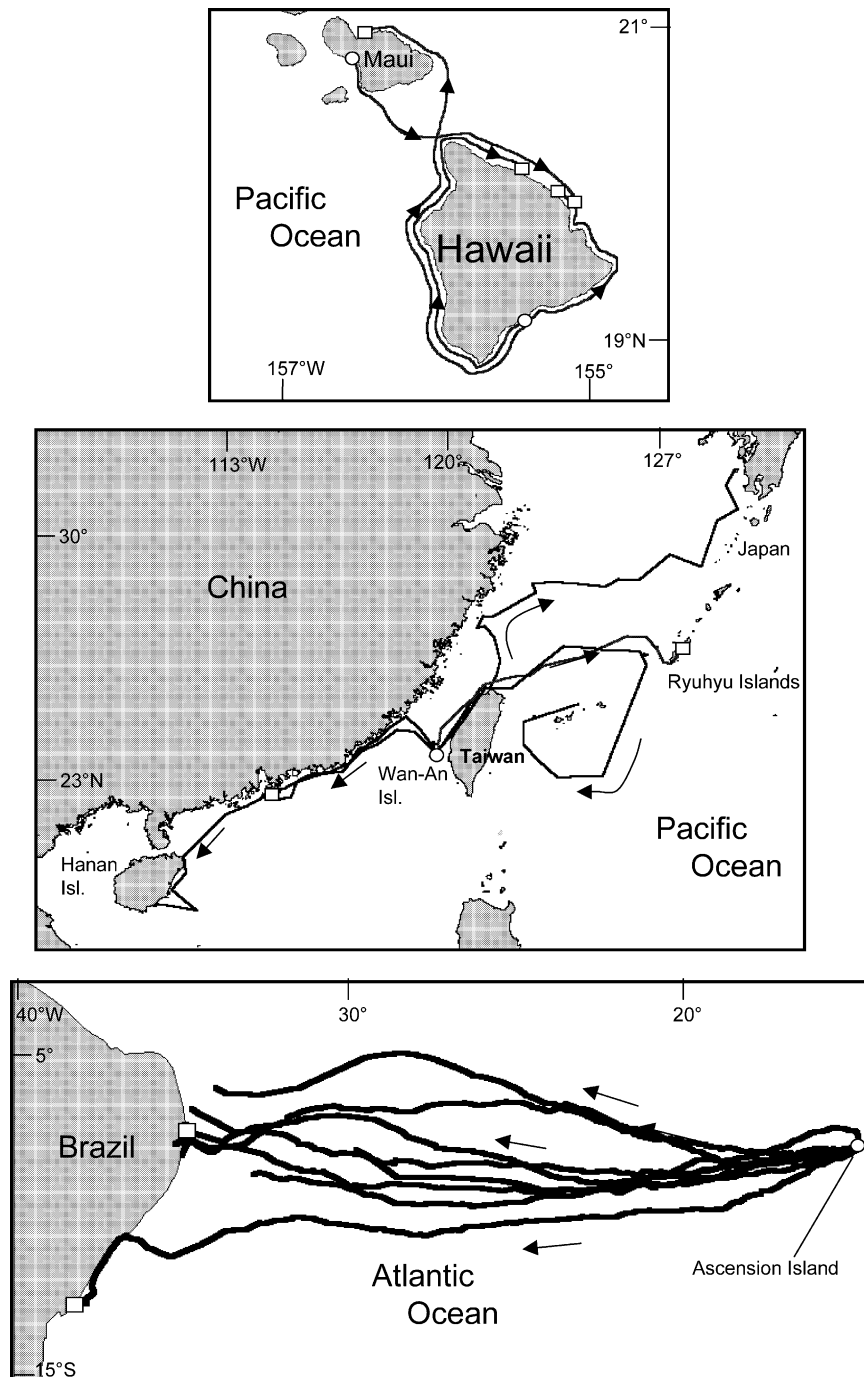 21°
Maui
Pacific
Ocean
Hawaii
19°N
157°W
155°
113°W
120°
127°
30°
Japan
China
Ryuhyu Islands
Taiwan
Wan-An
Isl.
23°N
Pacific
Ocean
Hanan
Isl.
40°W
30°
20°
5°
Brazil
Ascension Island
Atlantic
Ocean
15°S